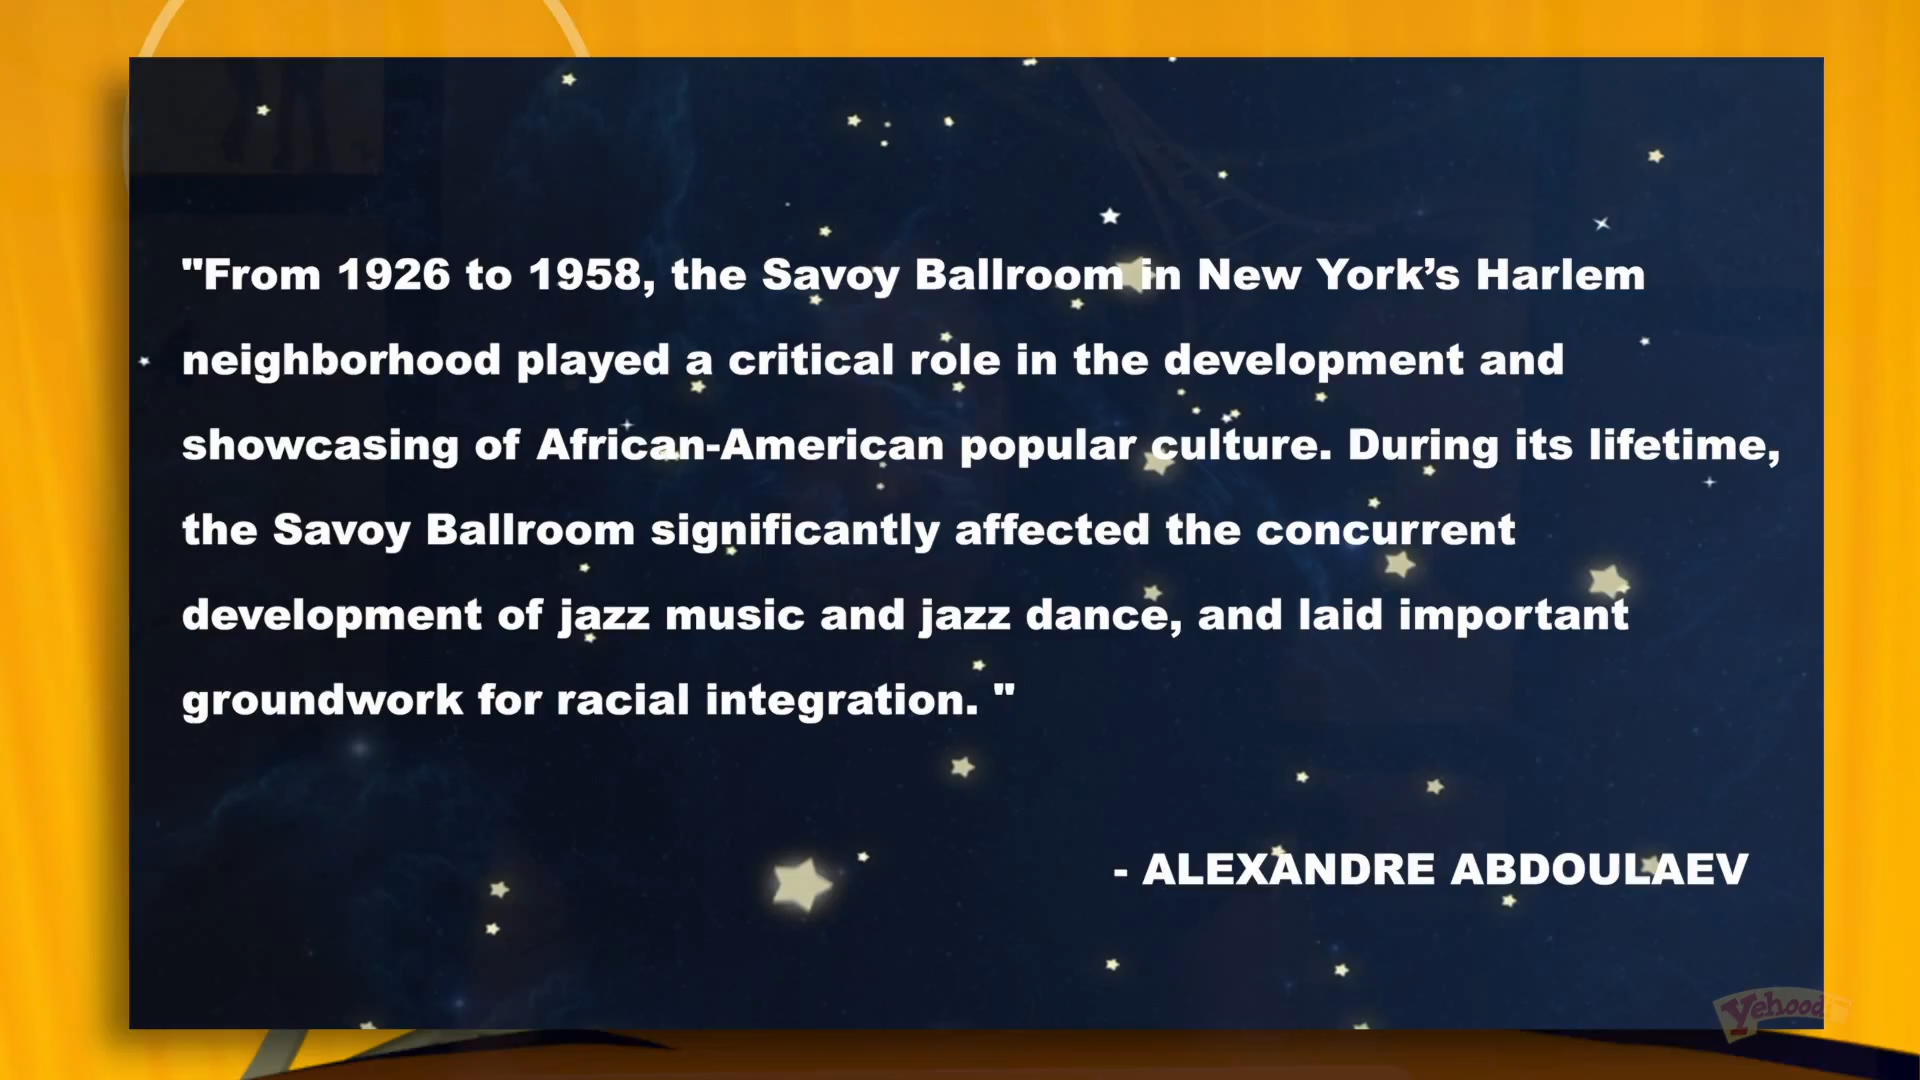 "From 1926 to 1958, the Savoy Ballroom in New York’s Harlem
neighborhood played a critical role in the development and
showcasing of African-American popular culture. During its lifetime,
the Savoy Ballroom significantly affected the concurrent
development of jazz music and jazz dance, and laid important
groundwork for racial integration. "
- ALEXANDRE ABDOULAEV